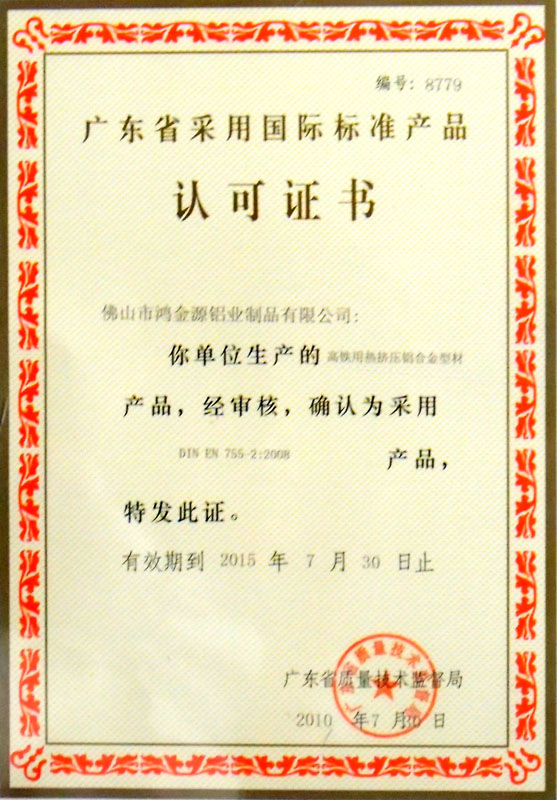 编号: 8779
广东省采用国际标准产品
认可证书
佛山市鸿金源铝业制品有限公司:
你单位生产的 高铁用热挤压铝合金型材
产品，经审核，确认为采用
DIN EN 755-2:2008 产品，
特发此证。
有效期到 2015 年 7 月 30 日止
广东省质量技术监督局
2010 年7 月30 日